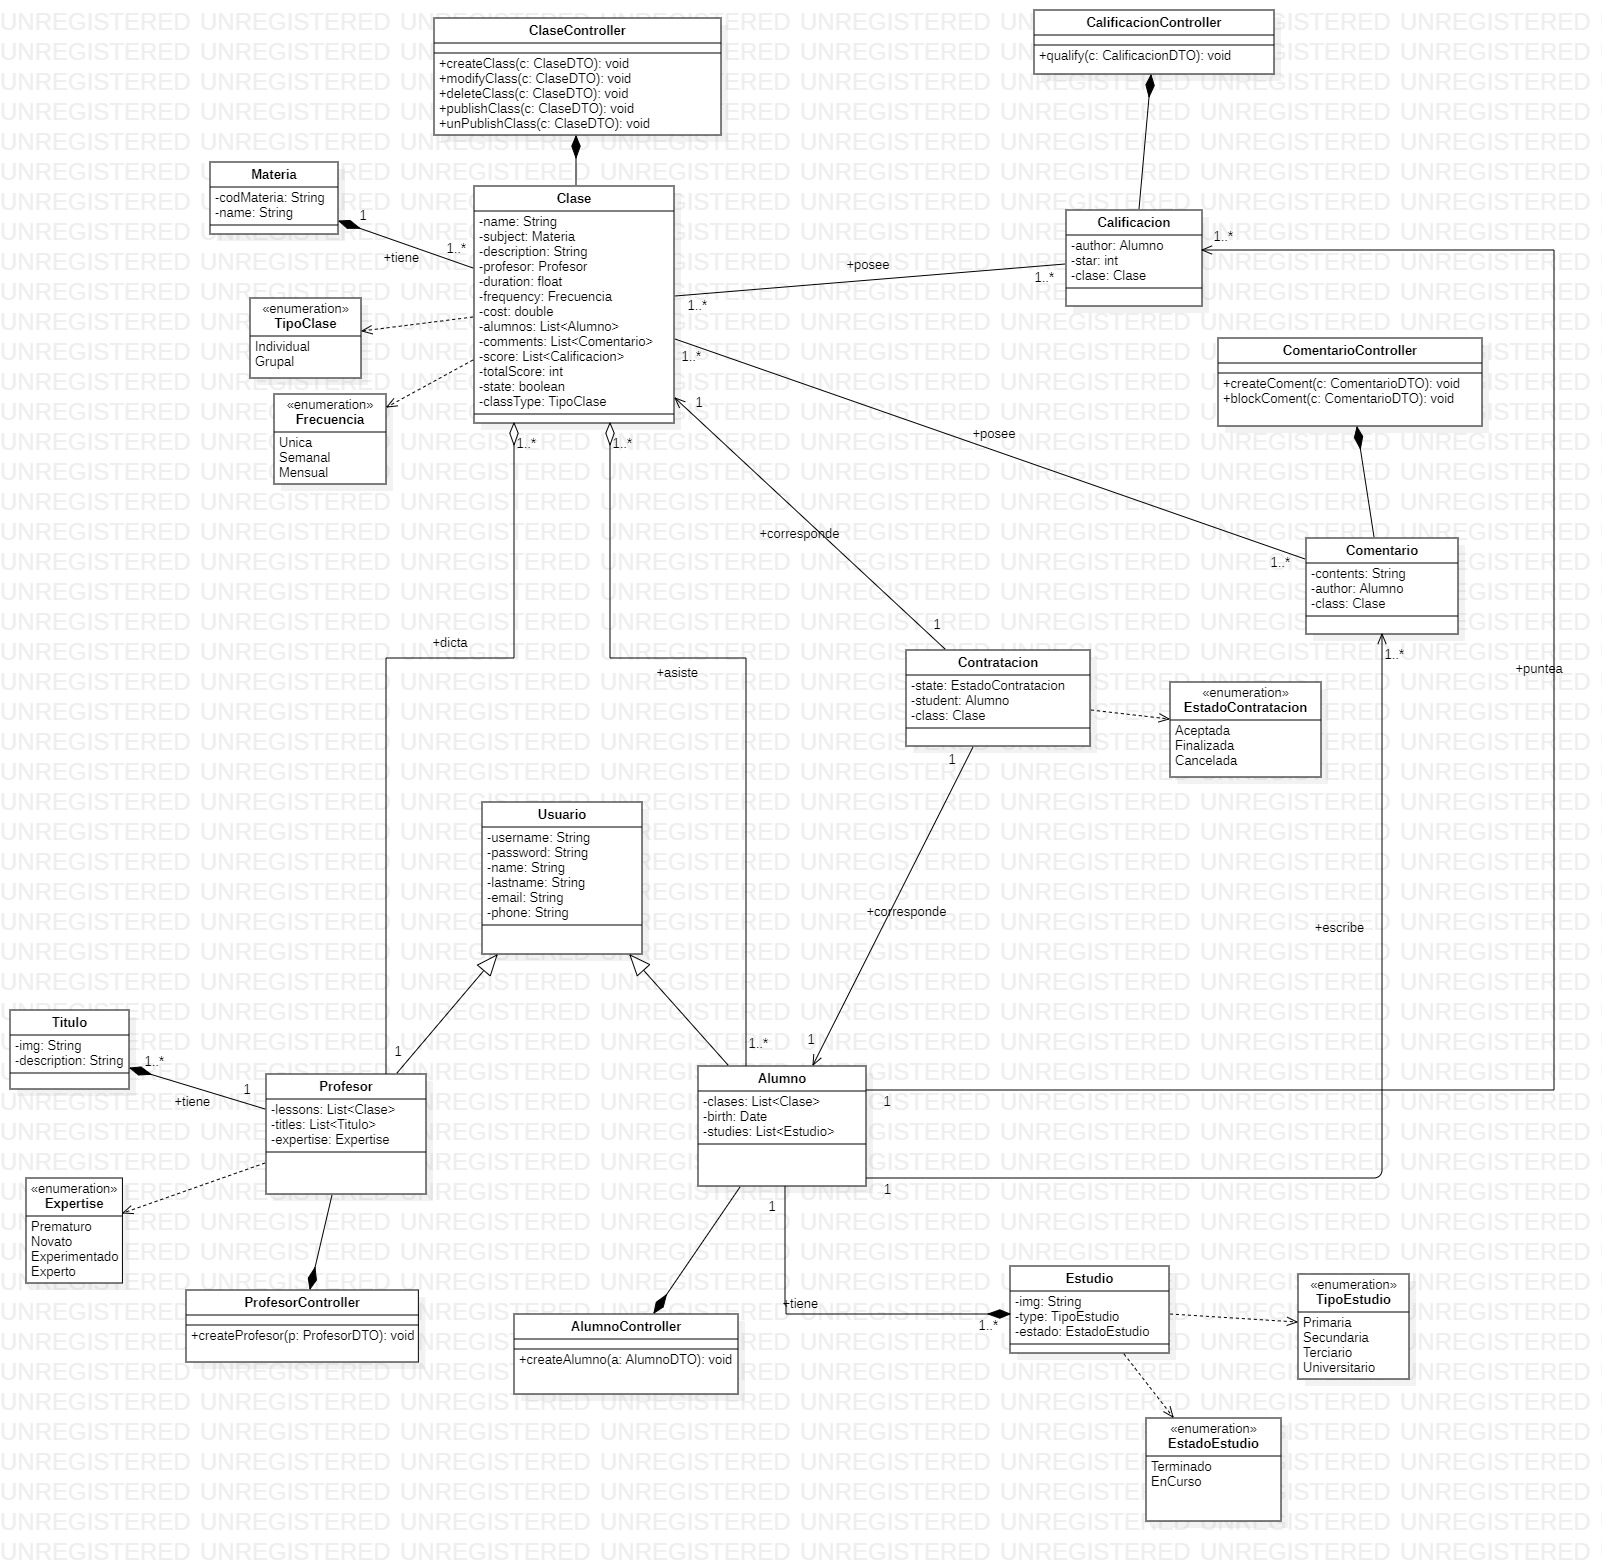 ClaseController
+createClass(c: ClaseDTO): void
+modifyClass(c: ClaseDTO): void
+deleteClass(c: ClaseDTO): void
+publishClass(c: ClaseDTO): void
+unPublishClass(c: ClaseDTO): void
CalificacionController
+qualify(c: CalificacionDTO): void
Materia
-codMateria: String
-name: String
1
1..*
+tiene
Clase
-name: String
-subject: Materia
-description: String
-profesor: Profesor
-duration: float
-frequency: Frecuencia
-cost: double
-alumnos: List<Alumno>
-comments: List<Comentario>
-score: List<Calificacion>
-totalScore: int
-state: boolean
-classType: TipoClase
Calificacion
-author: Alumno
-star: int
-clase: Clase
1..*
+posee
1..*
1..*
«enumeration»
TipoClase
Individual
Grupal
«enumeration»
Frecuencia
Unica
Semanal
Mensual
ComentarioController
+createComent(c: ComentarioDTO): void
+blockComent(c: ComentarioDTO): void
1..*
1
1..*
1..*
+posee
+corresponde
1..*
1
Comentario
-contents: String
-author: Alumno
-class: Clase
1..*
+dicta
+asiste
+puntea
Contratacion
-state: EstadoContratacion
-student: Alumno
-class: Clase
1
«enumeration»
EstadoContratacion
Aceptada
Finalizada
Cancelada
Usuario
-username: String
-password: String
-name: String
-lastname: String
-email: String
-phone: String
+corresponde
+escribe
Titulo
-img: String
-description: String
1..*
1
+tiene
1
1..*
1
Profesor
-lessons: List<Clase>
-titles: List<Titulo>
-expertise: Expertise
Alumno
-clases: List<Clase>
-birth: Date
-studies: List<Estudio>
1
1
1
«enumeration»
Expertise
Prematuro
Novato
Experimentado
Experto
ProfesorController
+createProfesor(p: ProfesorDTO): void
AlumnoController
+createAlumno(a: AlumnoDTO): void
+tiene
1..*
Estudio
-img: String
-type: TipoEstudio
-estado: EstadoEstudio
«enumeration»
TipoEstudio
Primaria
Secundaria
Terciario
Universitario
«enumeration»
EstadoEstudio
Terminado
EnCurso